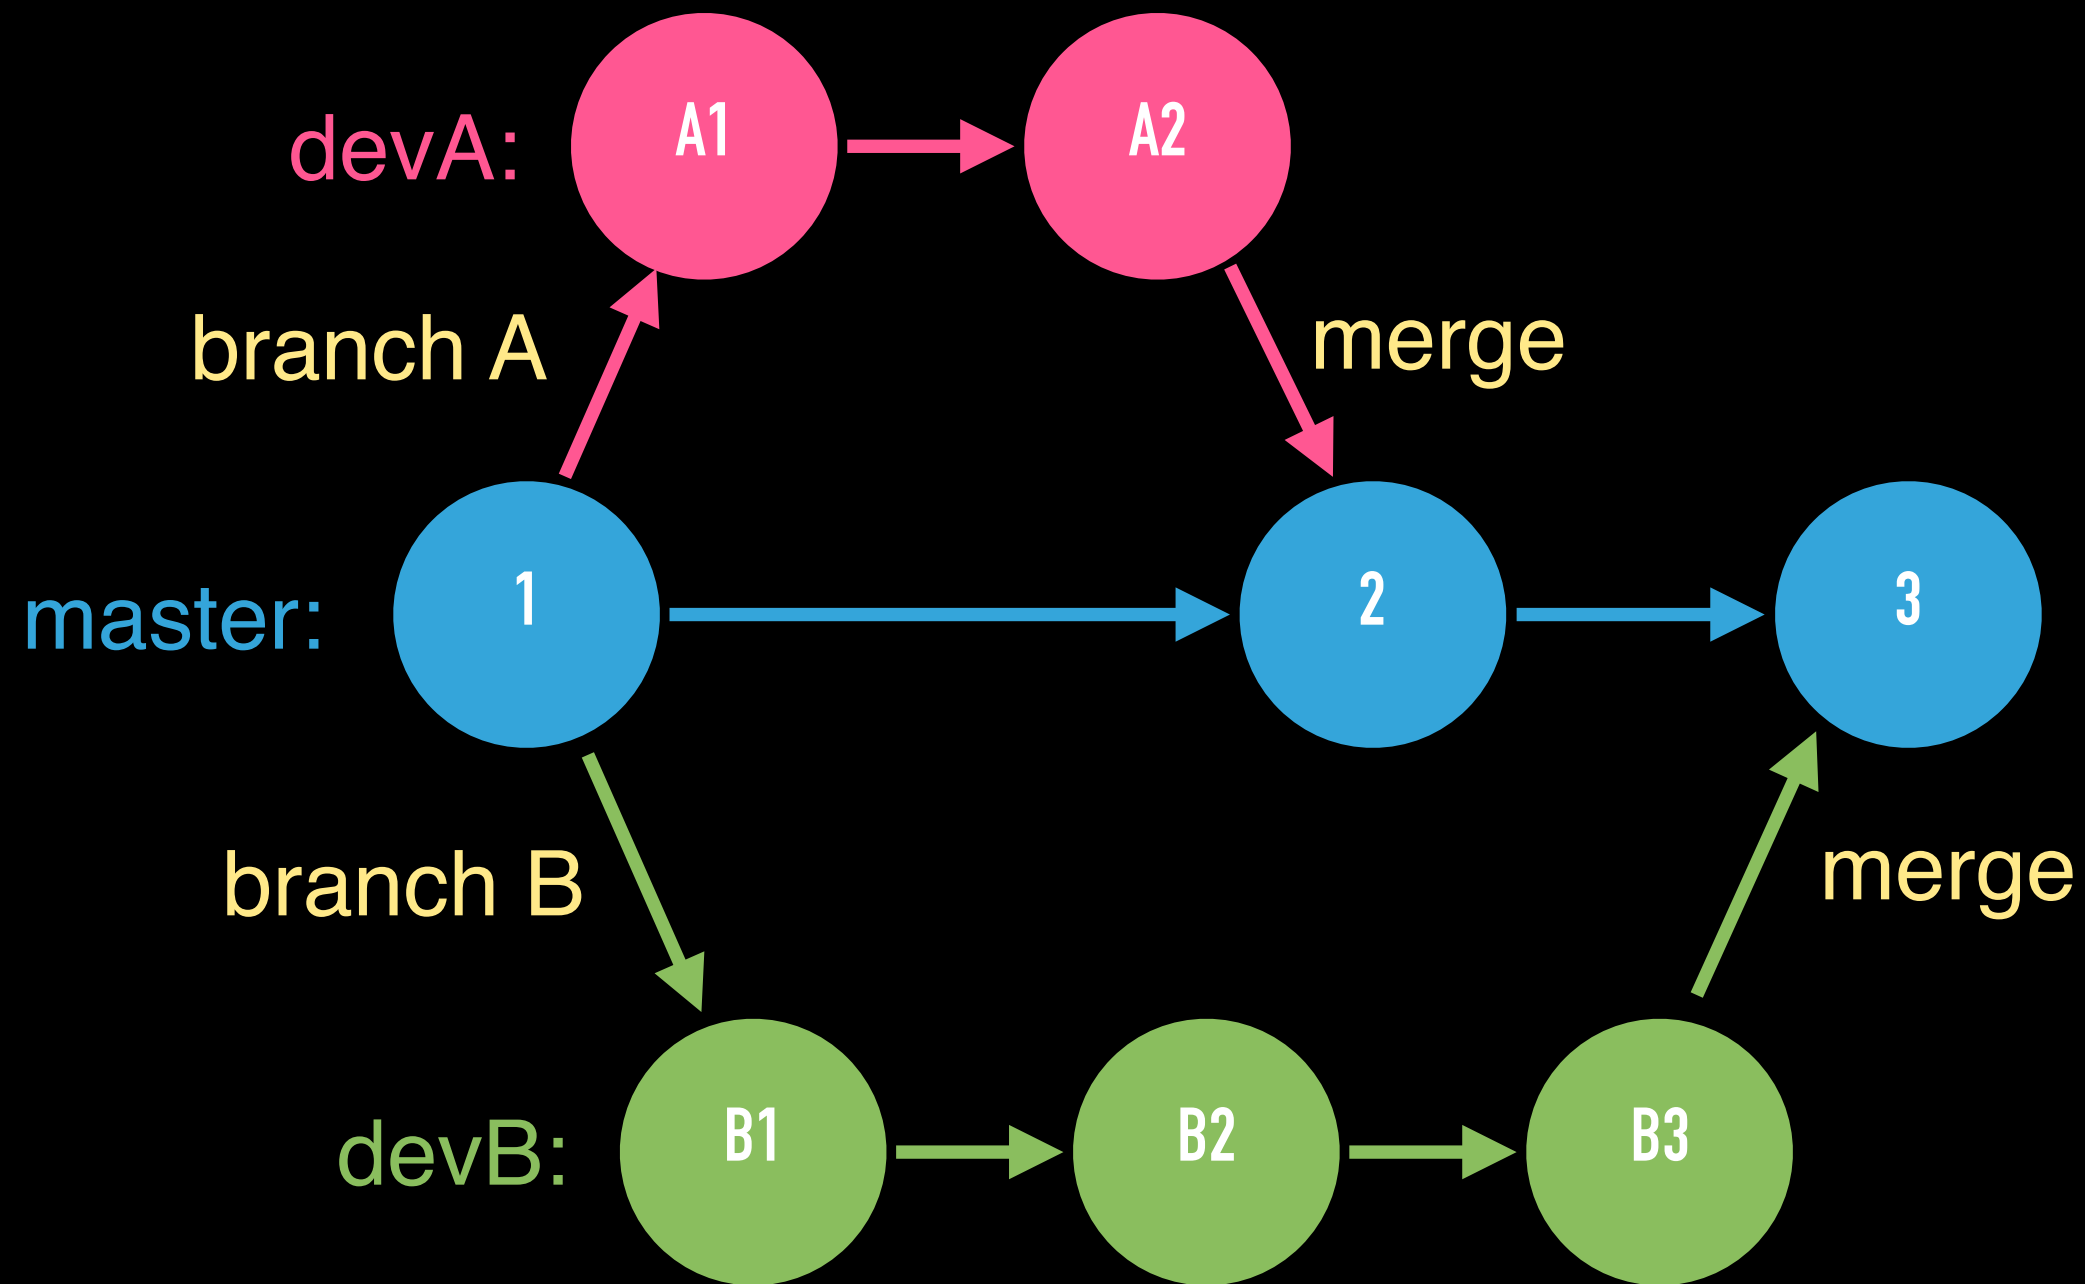 devA:
A1
A2
branch A
merge
master:
1
2
3
branch B
merge
devB:
B1
B2
B3